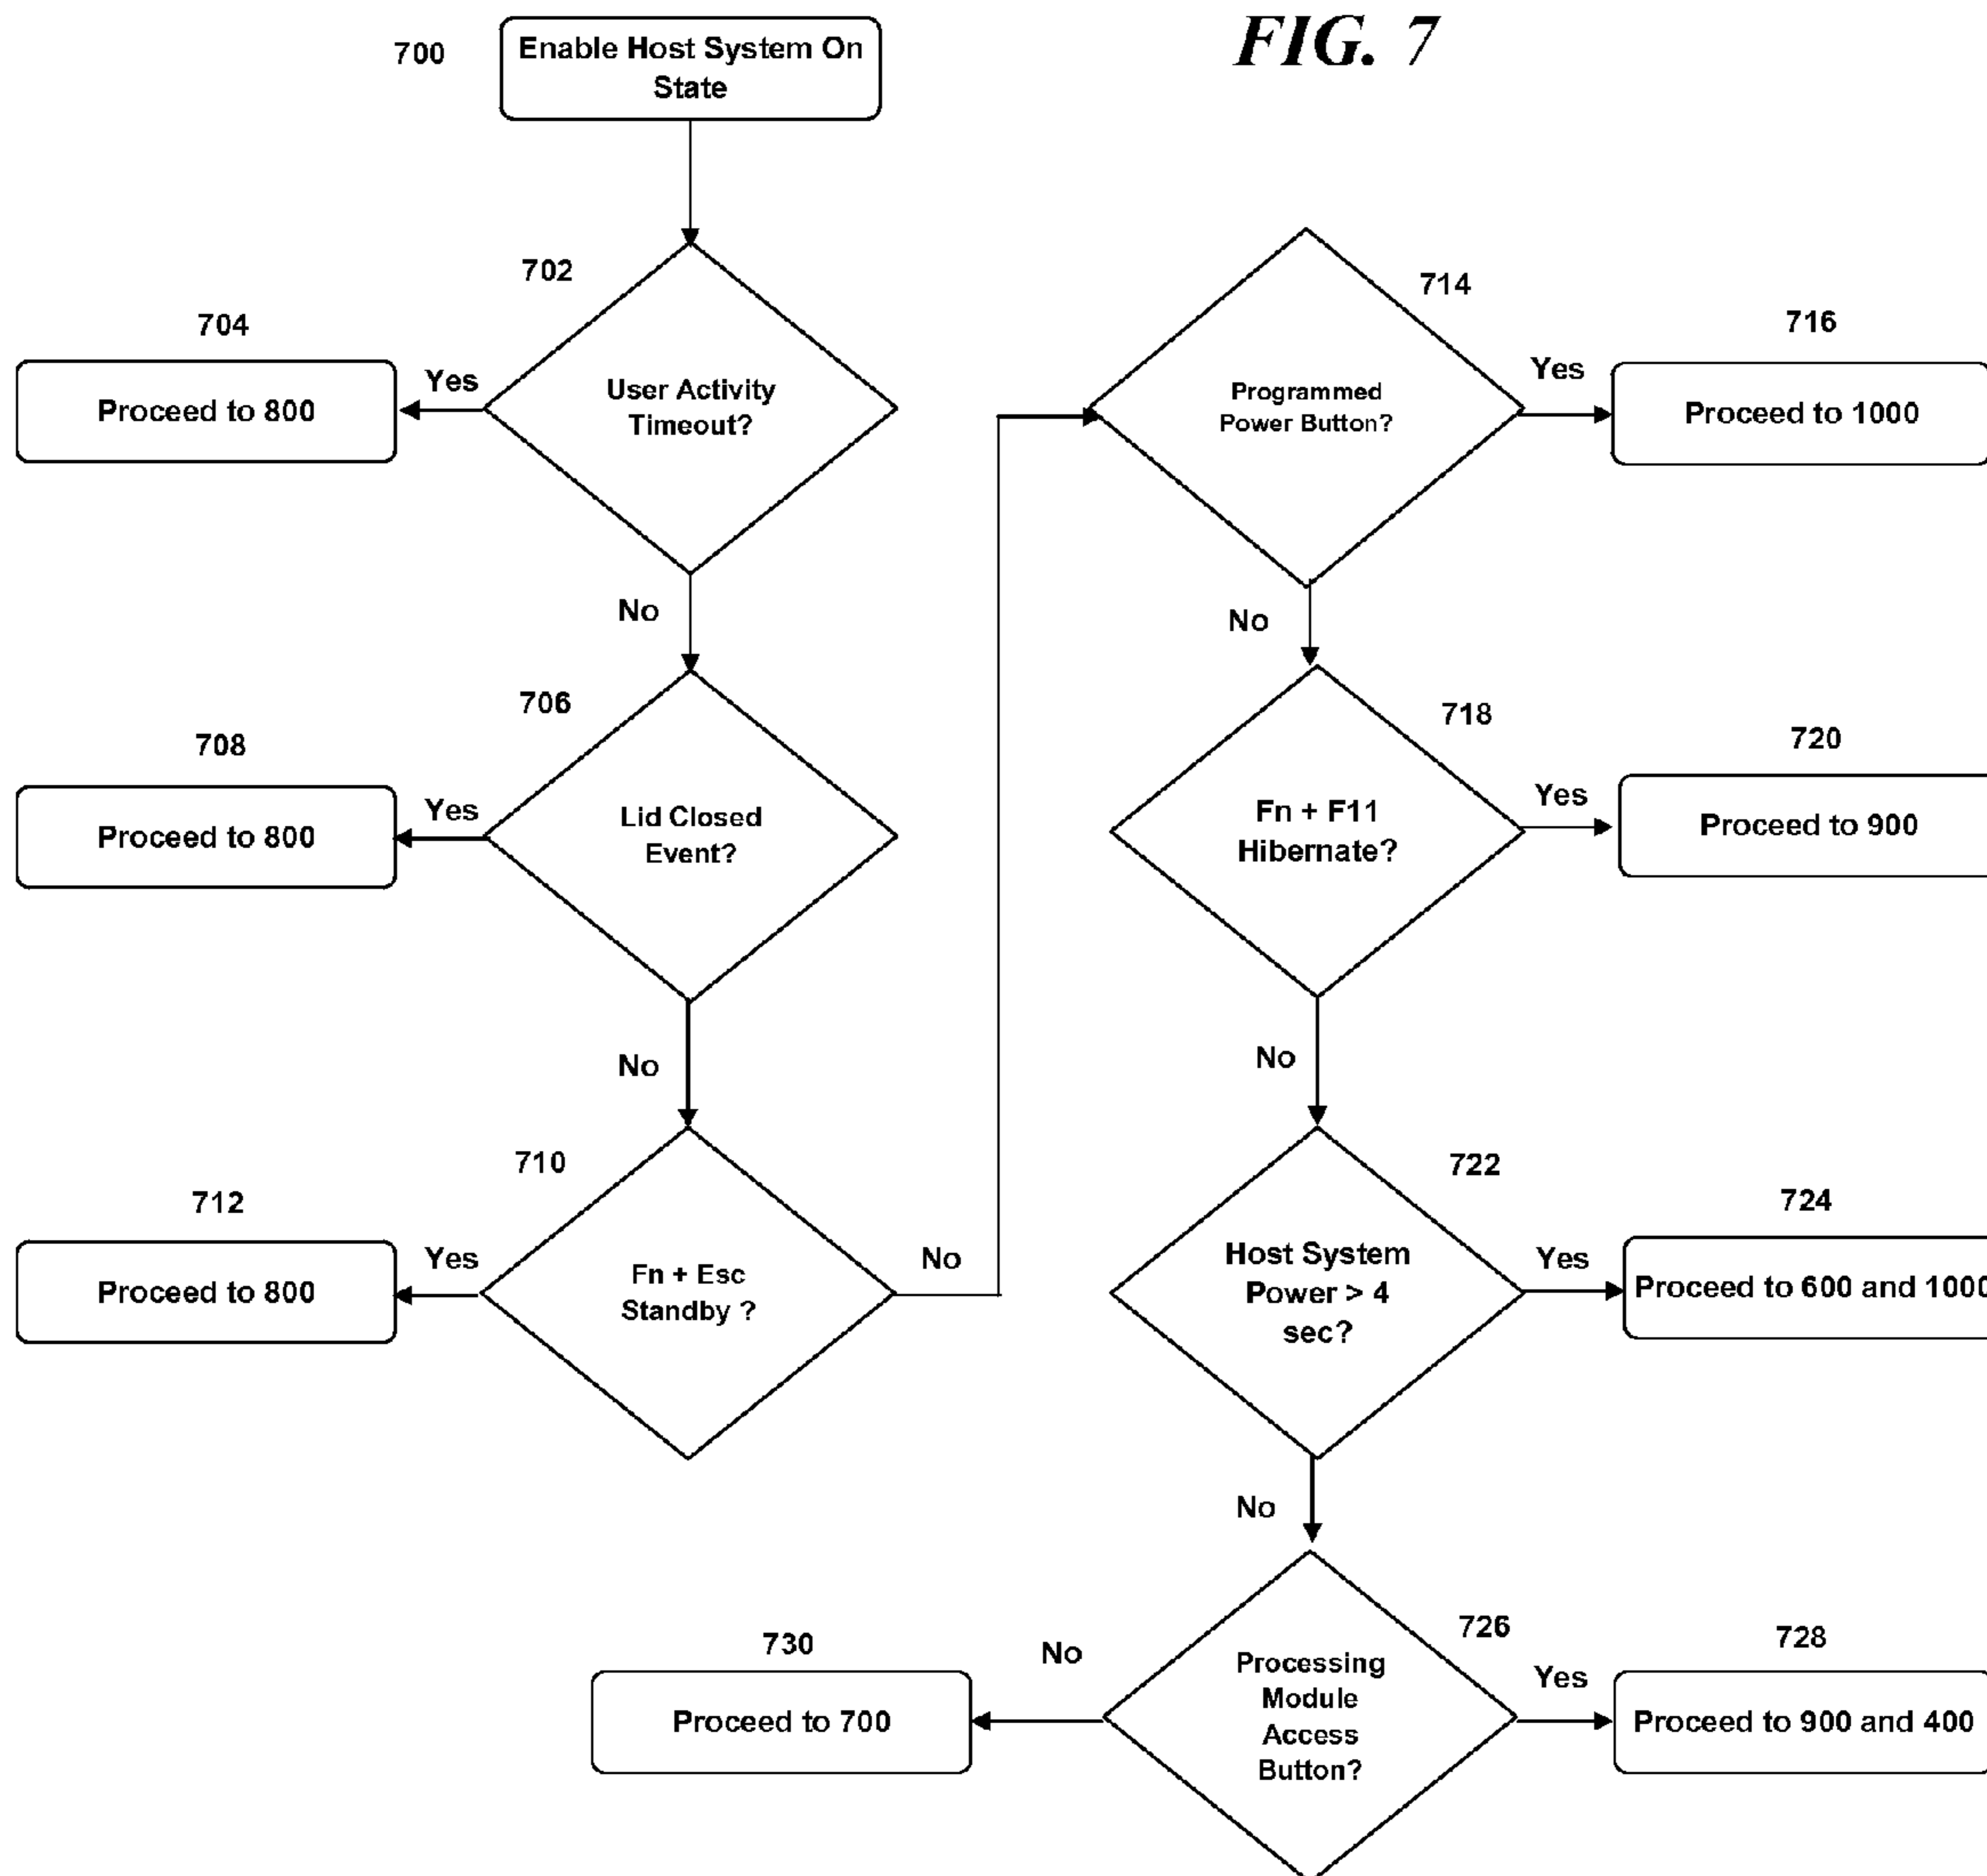 FIG. 7
700
Enable Host System On
State
702
User Activity
Timeout?
Yes
704
Proceed to 800
No
706
Lid Closed
Event?
Yes
708
Proceed to 800
No
710
Fn + Esc
Standby ?
Yes
712
Proceed to 800
No
714
Programmed
Power Button?
Yes
716
Proceed to 1000
No
718
Fn + F11
Hibernate?
Yes
720
Proceed to 900
No
722
Host System
Power > 4
sec?
Yes
724
Proceed to 600 and 1000
No
726
Processing
Module
Access
Button?
Yes
728
Proceed to 900 and 400
No
730
Proceed to 700